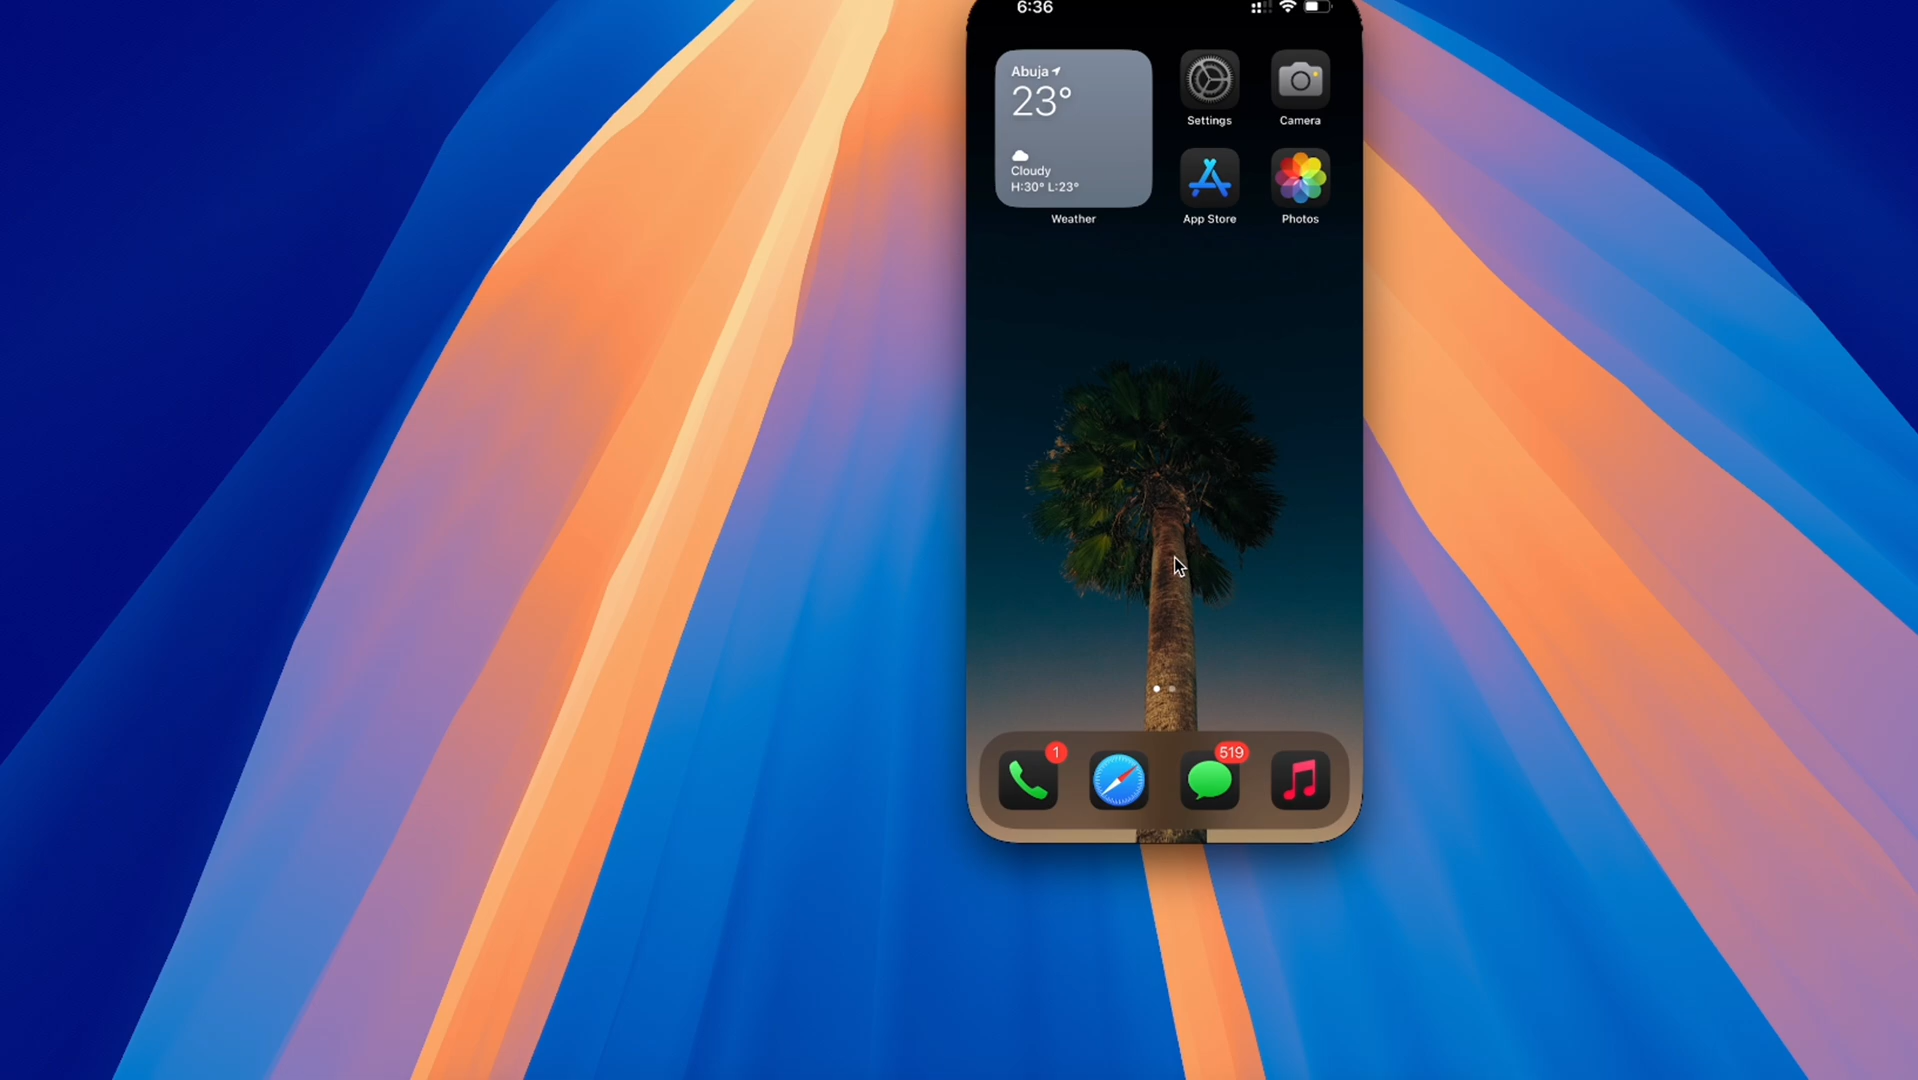 6:36
Abuja
23°
Cloudy
H:30° L:23°
Weather
Settings
Camera
App Store
Photos
1
519